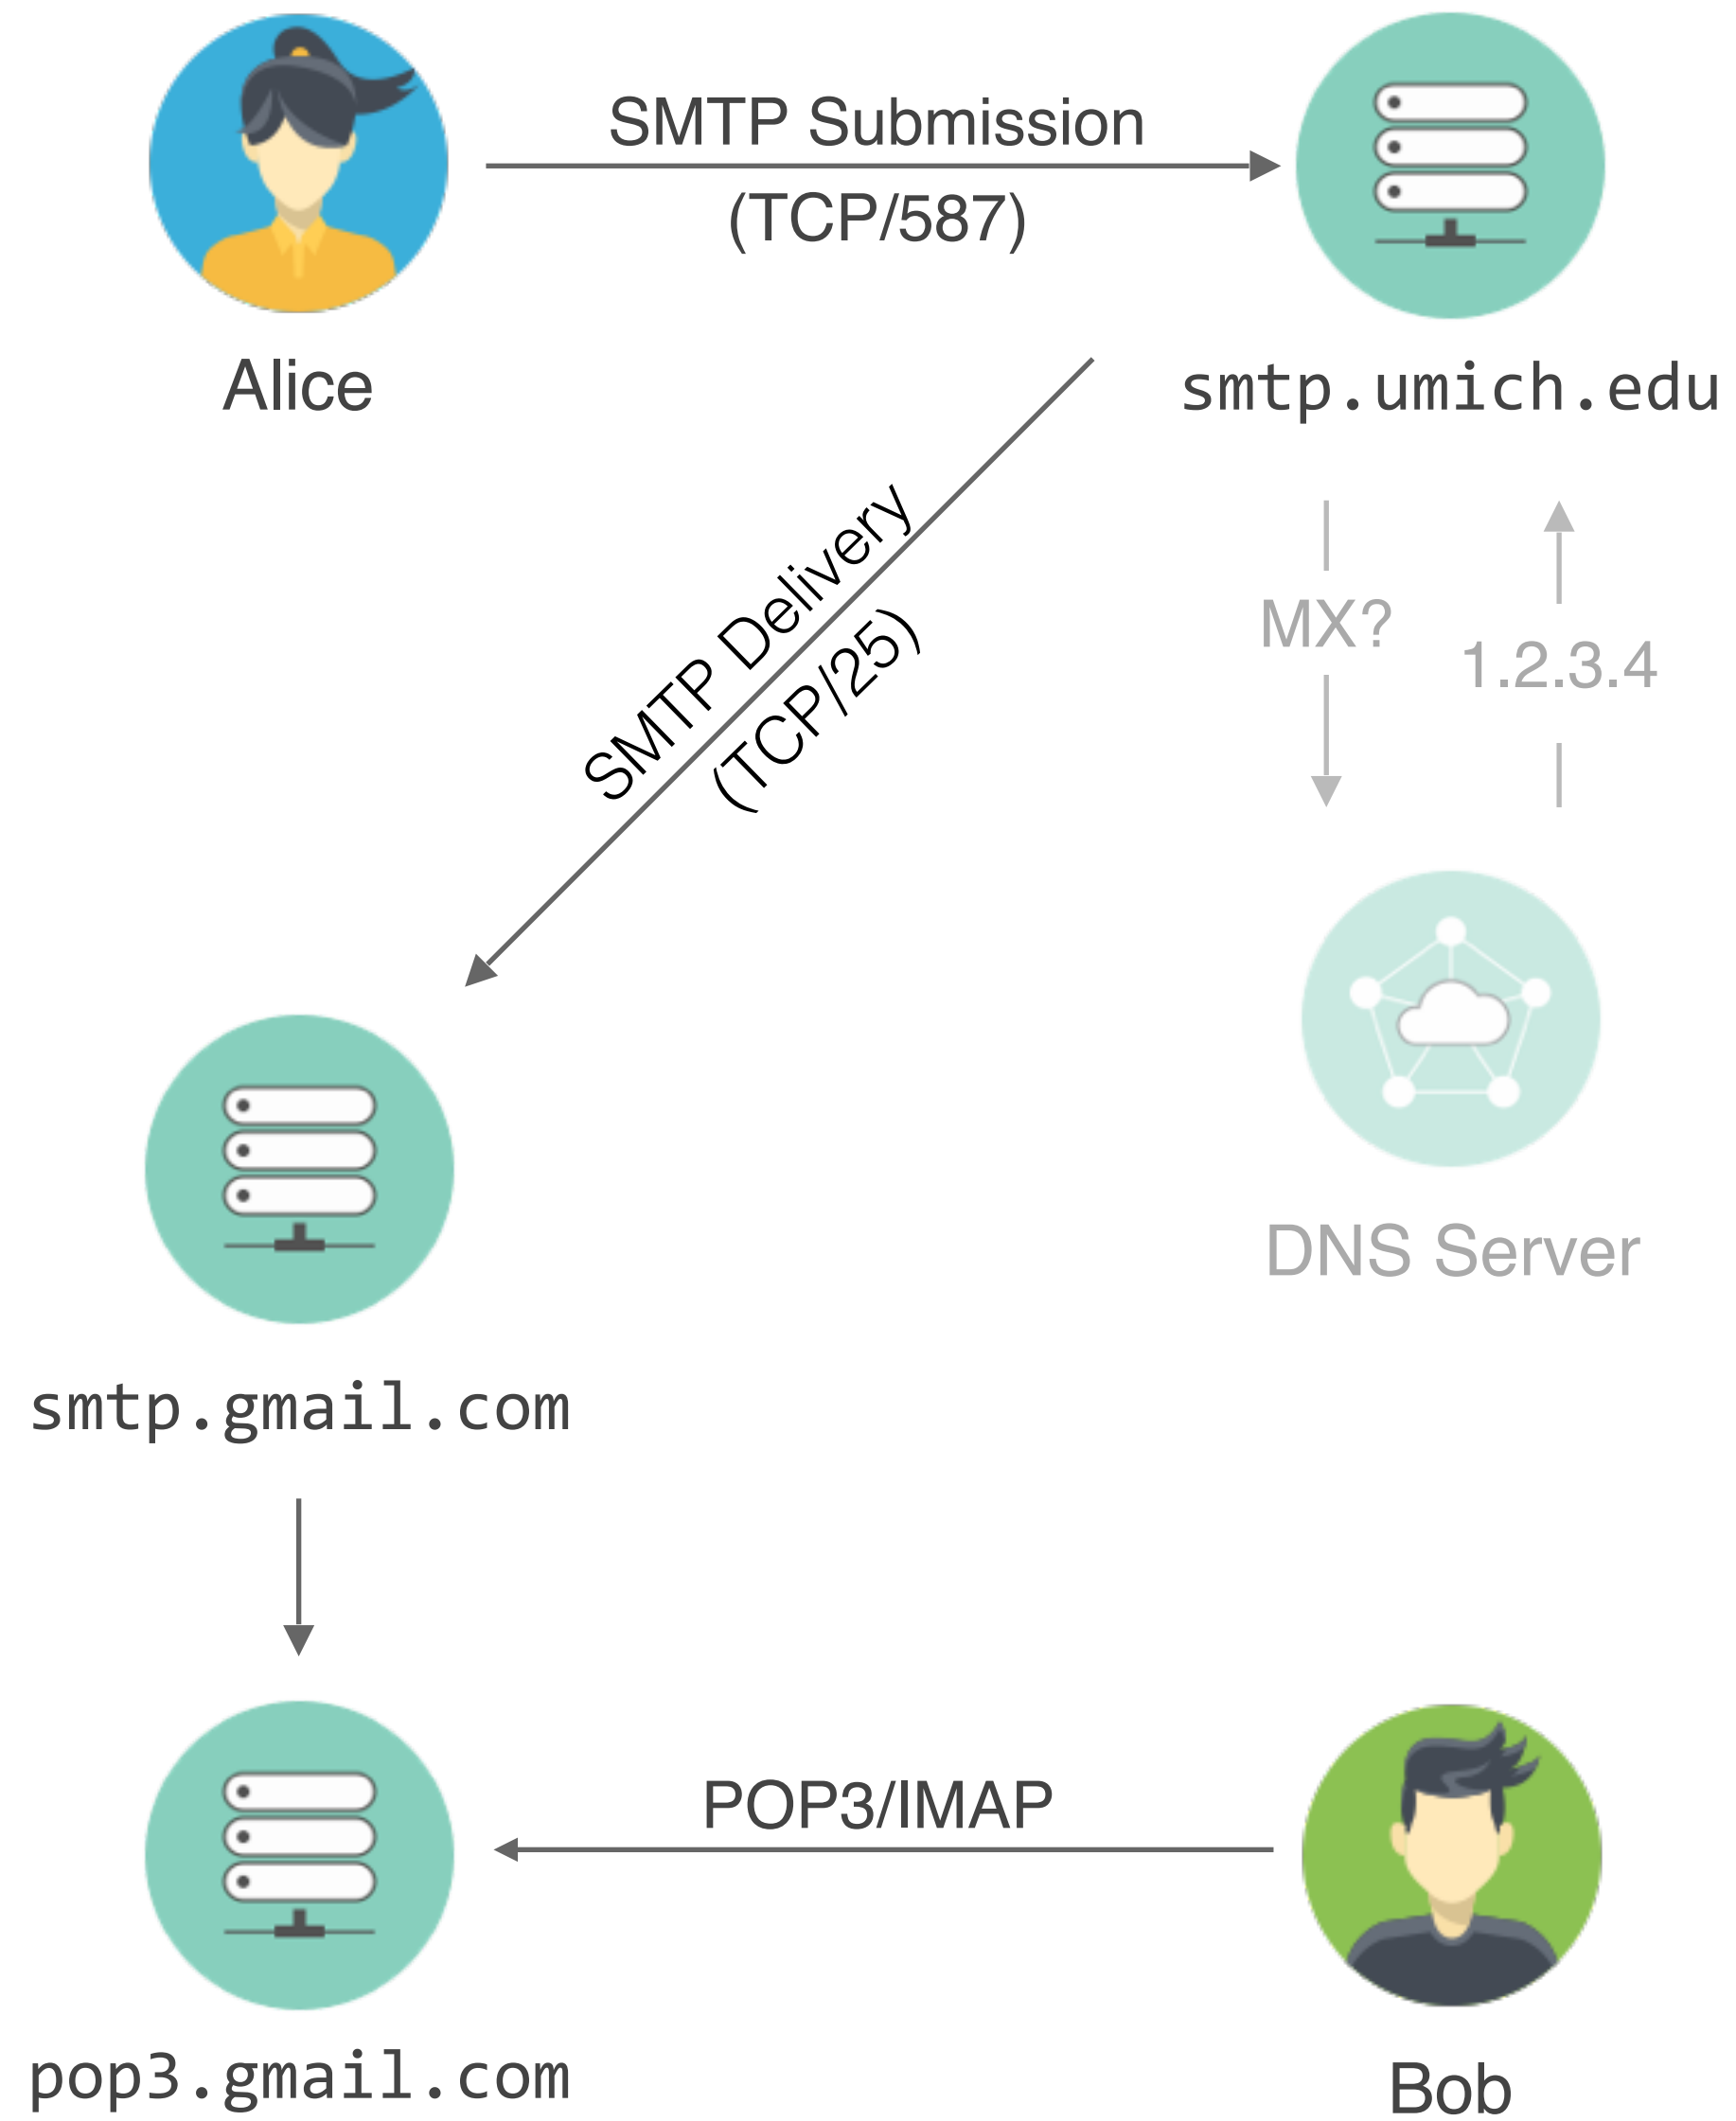 SMTP Submission
(TCP/587)
Alice
smtp.umich.edu
SMTP Delivery
(TCP/25)
MX?
1.2.3.4
DNS Server
smtp.gmail.com
POP3/IMAP
pop3.gmail.com
Bob